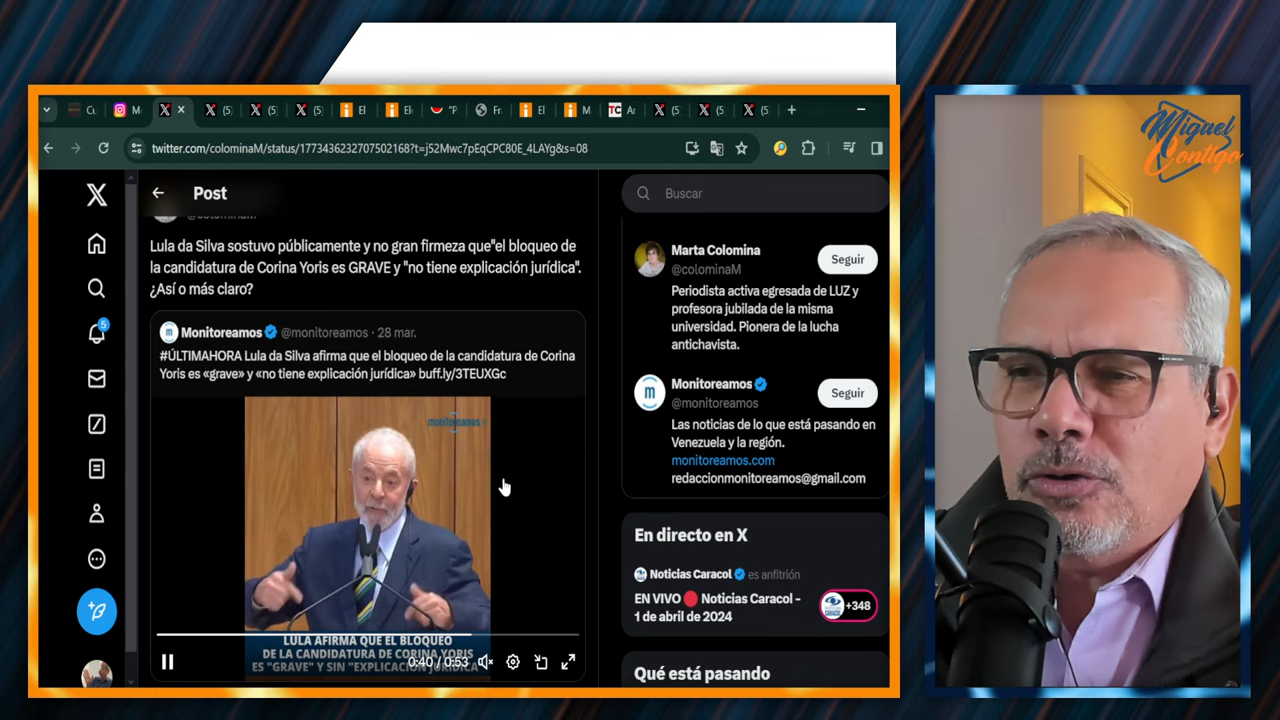 Miguel
Contigo
twitter.com/colominaM/status/1773436232707502168?t=j52Mwc7pEqCPC80E_4LAYg&s=08
Post
Buscar
@colominaM
Lula da Silva sostuvo públicamente y no gran firmeza que"el bloqueo de
la candidatura de Corina Yoris es GRAVE y "no tiene explicación jurídica".
¿Así o más claro?
Monitoreamos @monitoreamos · 28 mar.
#ÚLTIMAHORA Lula da Silva afirma que el bloqueo de la candidatura de Corina
Yoris es «grave» y «no tiene explicación jurídica» buff.ly/3TEUXGc
monitoreamos
LULA AFIRMA QUE EL BLOQUEO
DE LA CANDIDATURA DE CORINA YORIS
ES "GRAVE" Y SIN "EXPLICACIÓN JURÍDICA"
0:40 / 0:53
5
Marta Colomina
@colominaM
Seguir
Periodista activa egresada de LUZ y
profesora jubilada de la misma
universidad. Pionera de la lucha
antichavista.
Monitoreamos
@monitoreamos
Seguir
Las noticias de lo que está pasando en
Venezuela y la región.
monitoreamos.com
redaccionmonitoreamos@gmail.com
En directo en X
Noticias Caracol es anfitrión
EN VIVO Noticias Caracol –
1 de abril de 2024
+348
Qué está pasando